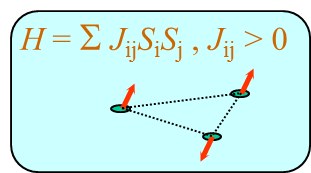 H = Σ JᵢⱼSᵢSⱼ , Jᵢⱼ > 0